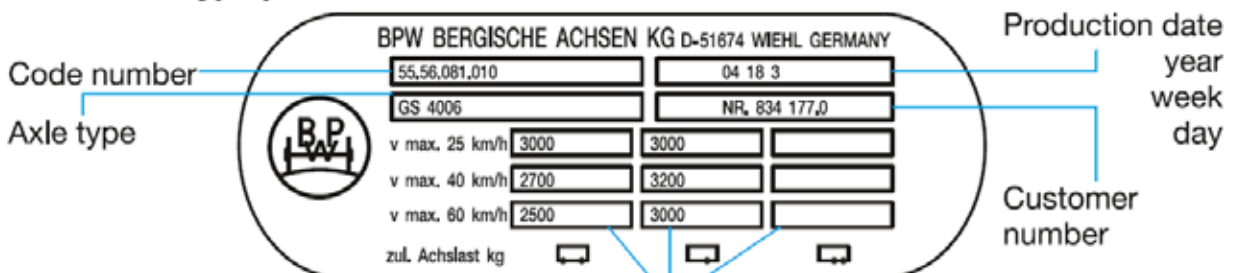 BPW BERGISCHE ACHSEN KG D-51674 WIEHL GERMANY
Production date
year
week
day
Code number
55.56.081.010
04 18 3
Axle type
GS 4006
NR. 834 177.0
BPW
v max. 25 km/h 3000 3000
v max. 40 km/h 2700 3200
v max. 60 km/h 2500 3000
Customer
number
zul. Achslast kg